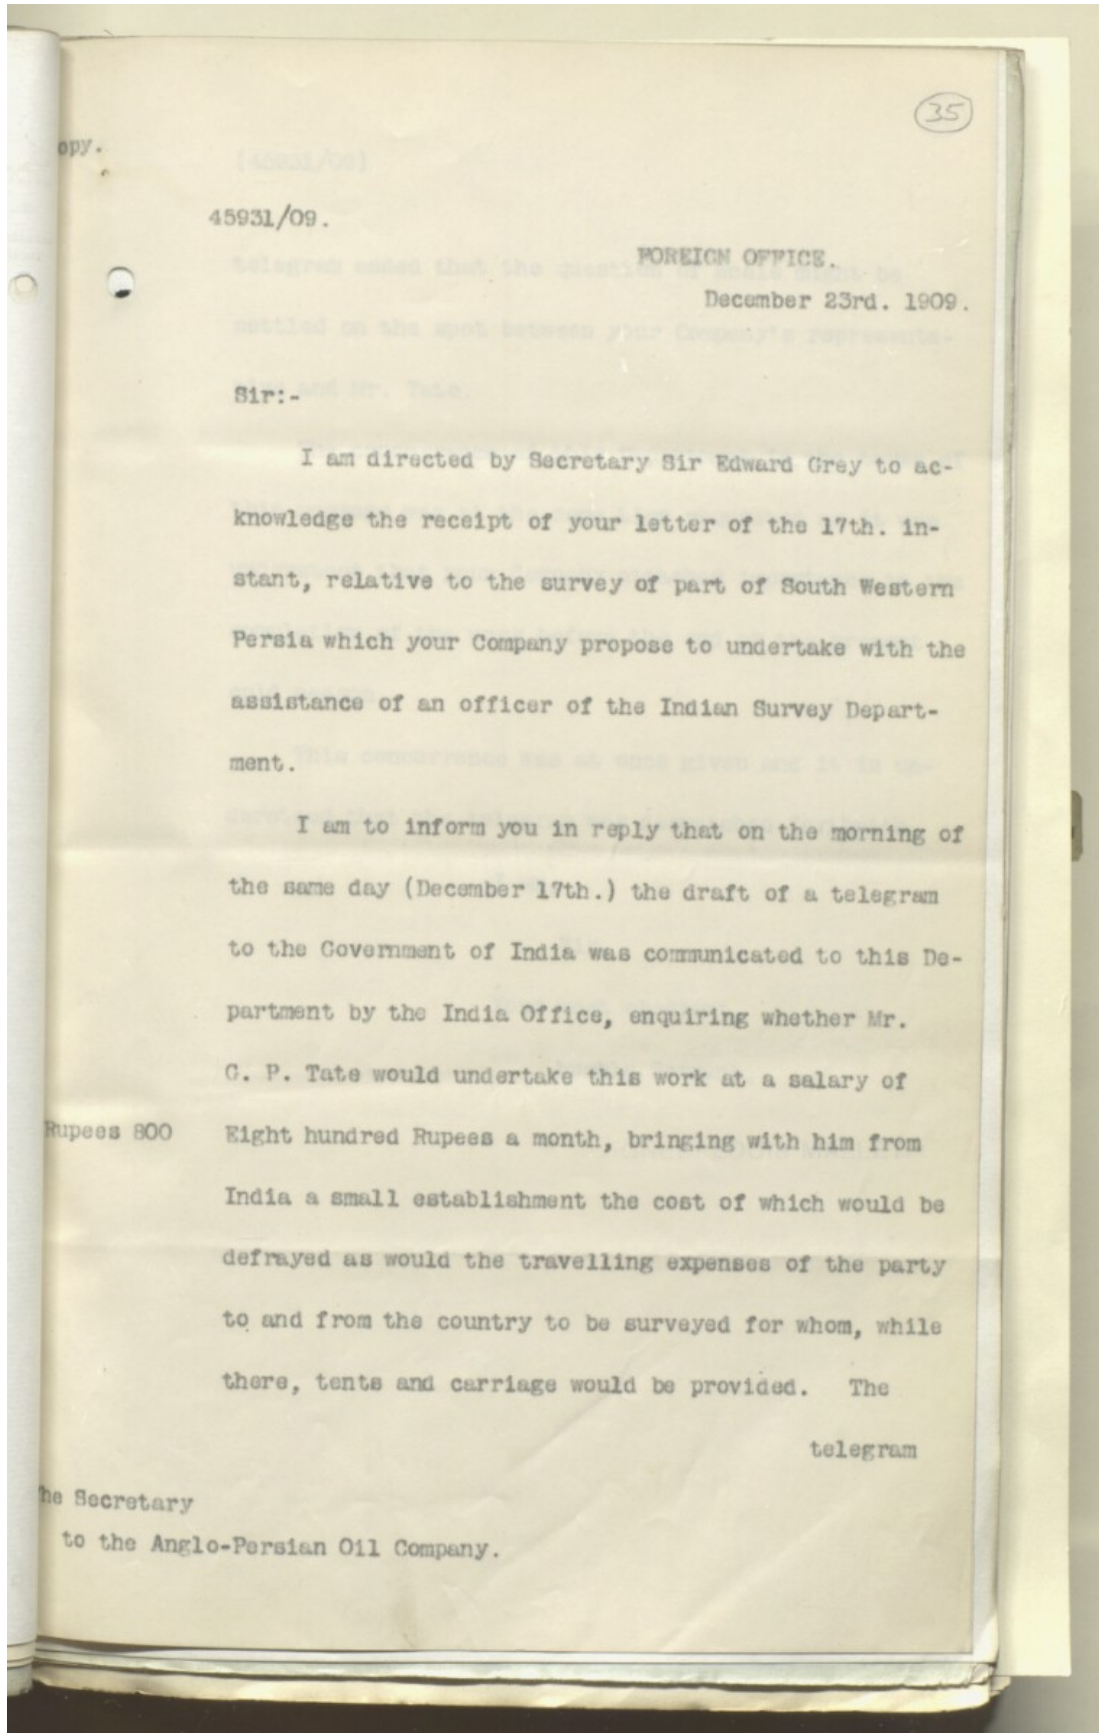 35
opy.
45931/09.
FOREIGN OFFICE.
December 23rd. 1909.
Sir:-
I am directed by Secretary Sir Edward Grey to ac-
knowledge the receipt of your letter of the 17th. in-
stant, relative to the survey of part of South Western
Persia which your Company propose to undertake with the
assistance of an officer of the Indian Survey Depart-
ment.
I am to inform you in reply that on the morning of
the same day (December 17th.) the draft of a telegram
to the Government of India was communicated to this De-
partment by the India Office, enquiring whether Mr.
G. P. Tate would undertake this work at a salary of
Rupees 800 Eight hundred Rupees a month, bringing with him from
India a small establishment the cost of which would be
defrayed as would the travelling expenses of the party
to and from the country to be surveyed for whom, while
there, tents and carriage would be provided. The
telegram
he Secretary
to the Anglo-Persian Oil Company.